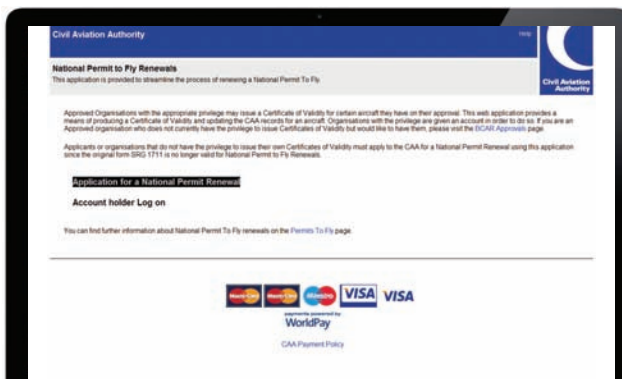 Civil Aviation Authority
Help
National Permit to Fly Renewals
This application is provided to streamline the process of renewing a National Permit To Fly.
Civil Aviation
Authority
Approved Organisations with the appropriate privilege may issue a Certificate of Validity for certain aircraft they have on their approval. This web application provides a
means of producing a Certificate of Validity and updating the CAA records for an aircraft. Organisations with the privilege are given an account in order to do so. If you are an
Approved organisation who does not currently have the privilege to issue Certificates of Validity but would like to have them, please visit the BCAR Approvals page.
Applicants or organisations that do not have the privilege to issue their own Certificates of Validity must apply to the CAA for a National Permit Renewal using this application
since the original form SRG 1711 is no longer valid for National Permit to Fly Renewals.
Application for a National Permit Renewal
Account holder Log on
You can find further information about National Permit To Fly renewals on the Permits To Fly page.
MasterCard MasterCard Maestro VISA VISA
payments powered by
WorldPay
CAA Payment Policy